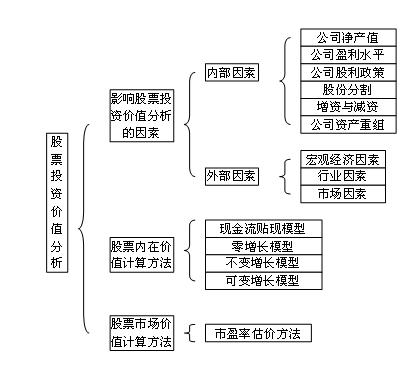 股票投资价值分析
影响股票投
资价值分析
的因素
内部因素
公司净产值
公司盈利水平
公司股利政策
股份分割
增资与减资
公司资产重组
外部因素
宏观经济因素
行业因素
市场因素
股票内在价
值计算方法
现金流贴现模型
零增长模型
不变增长模型
可变增长模型
股票市场价
值计算方法
市盈率估价方法